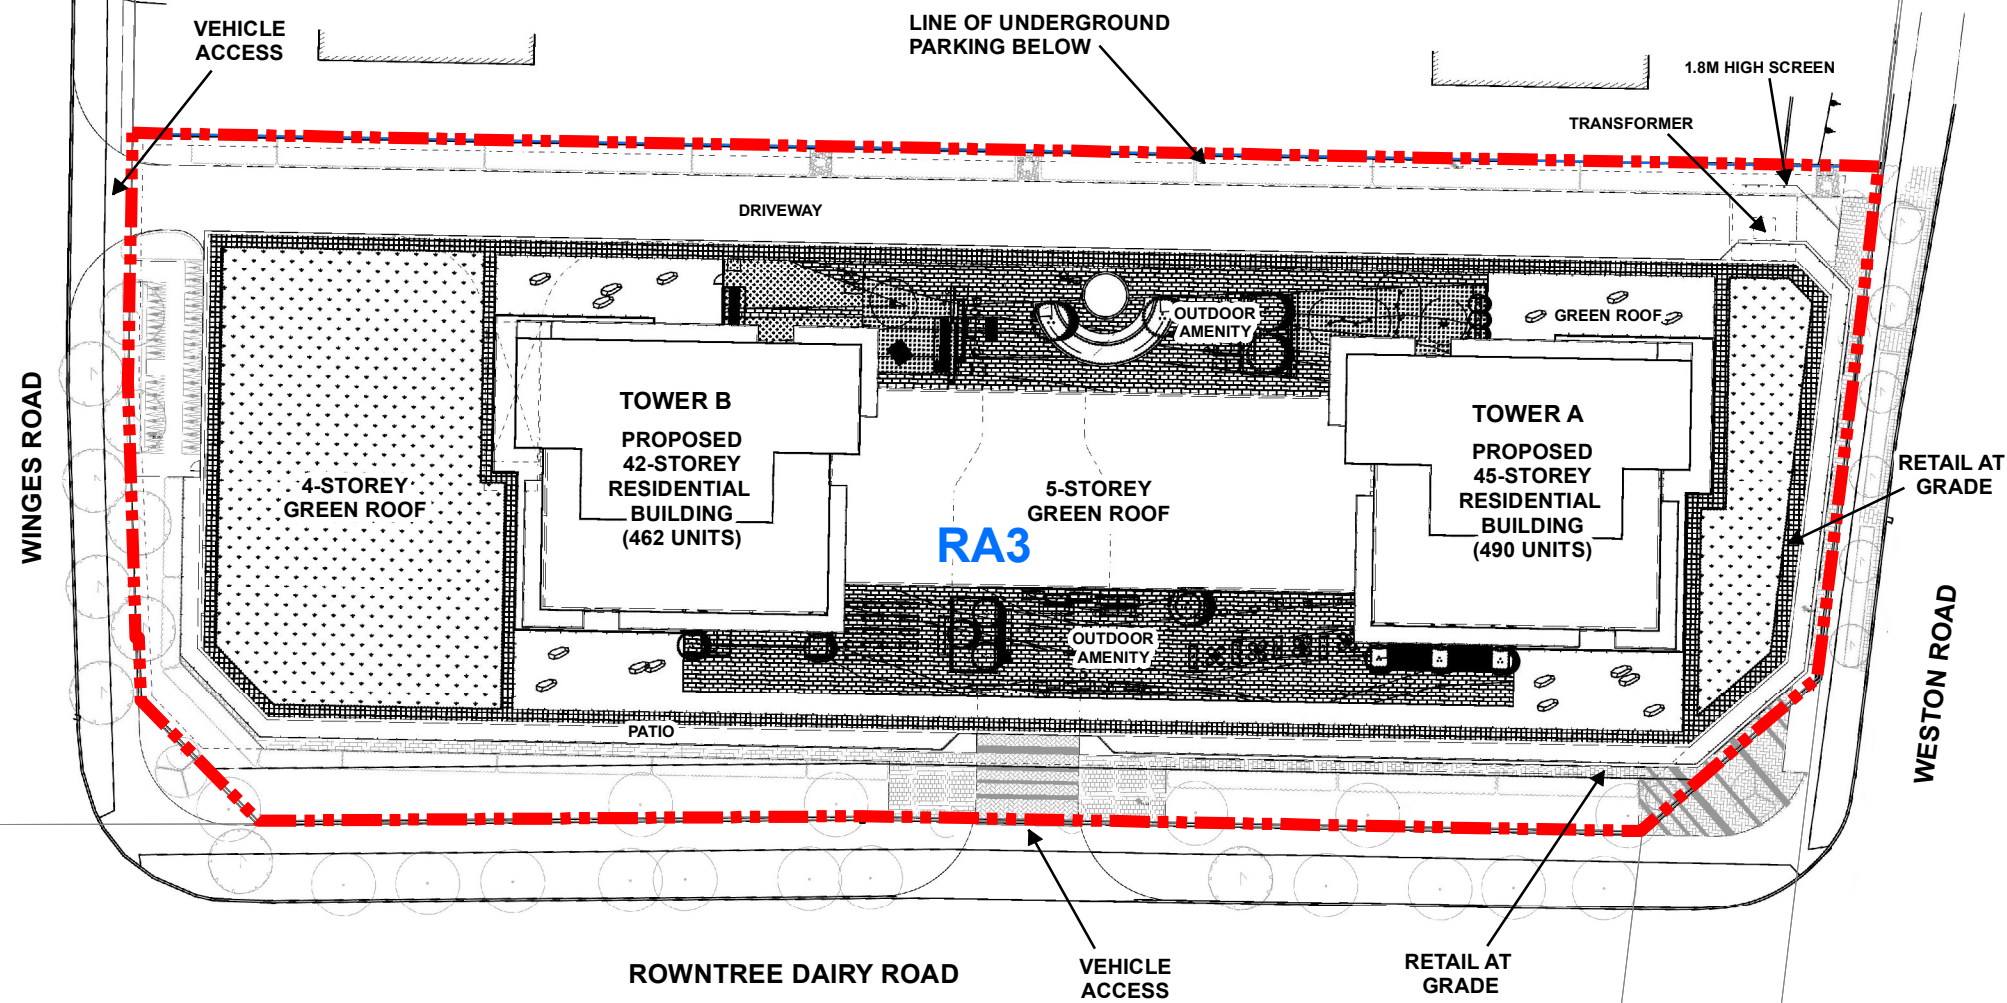 VEHICLE
ACCESS
LINE OF UNDERGROUND
PARKING BELOW
1.8M HIGH SCREEN
TRANSFORMER
DRIVEWAY
OUTDOOR
AMENITY
GREEN ROOF
TOWER B
PROPOSED
42-STOREY
RESIDENTIAL
BUILDING
(462 UNITS)
TOWER A
PROPOSED
45-STOREY
RESIDENTIAL
BUILDING
(490 UNITS)
4-STOREY
GREEN ROOF
5-STOREY
GREEN ROOF
RA3
RETAIL AT
GRADE
WINGES ROAD
WESTON ROAD
OUTDOOR
AMENITY
PATIO
ROWNTREE DAIRY ROAD
VEHICLE
ACCESS
RETAIL AT
GRADE